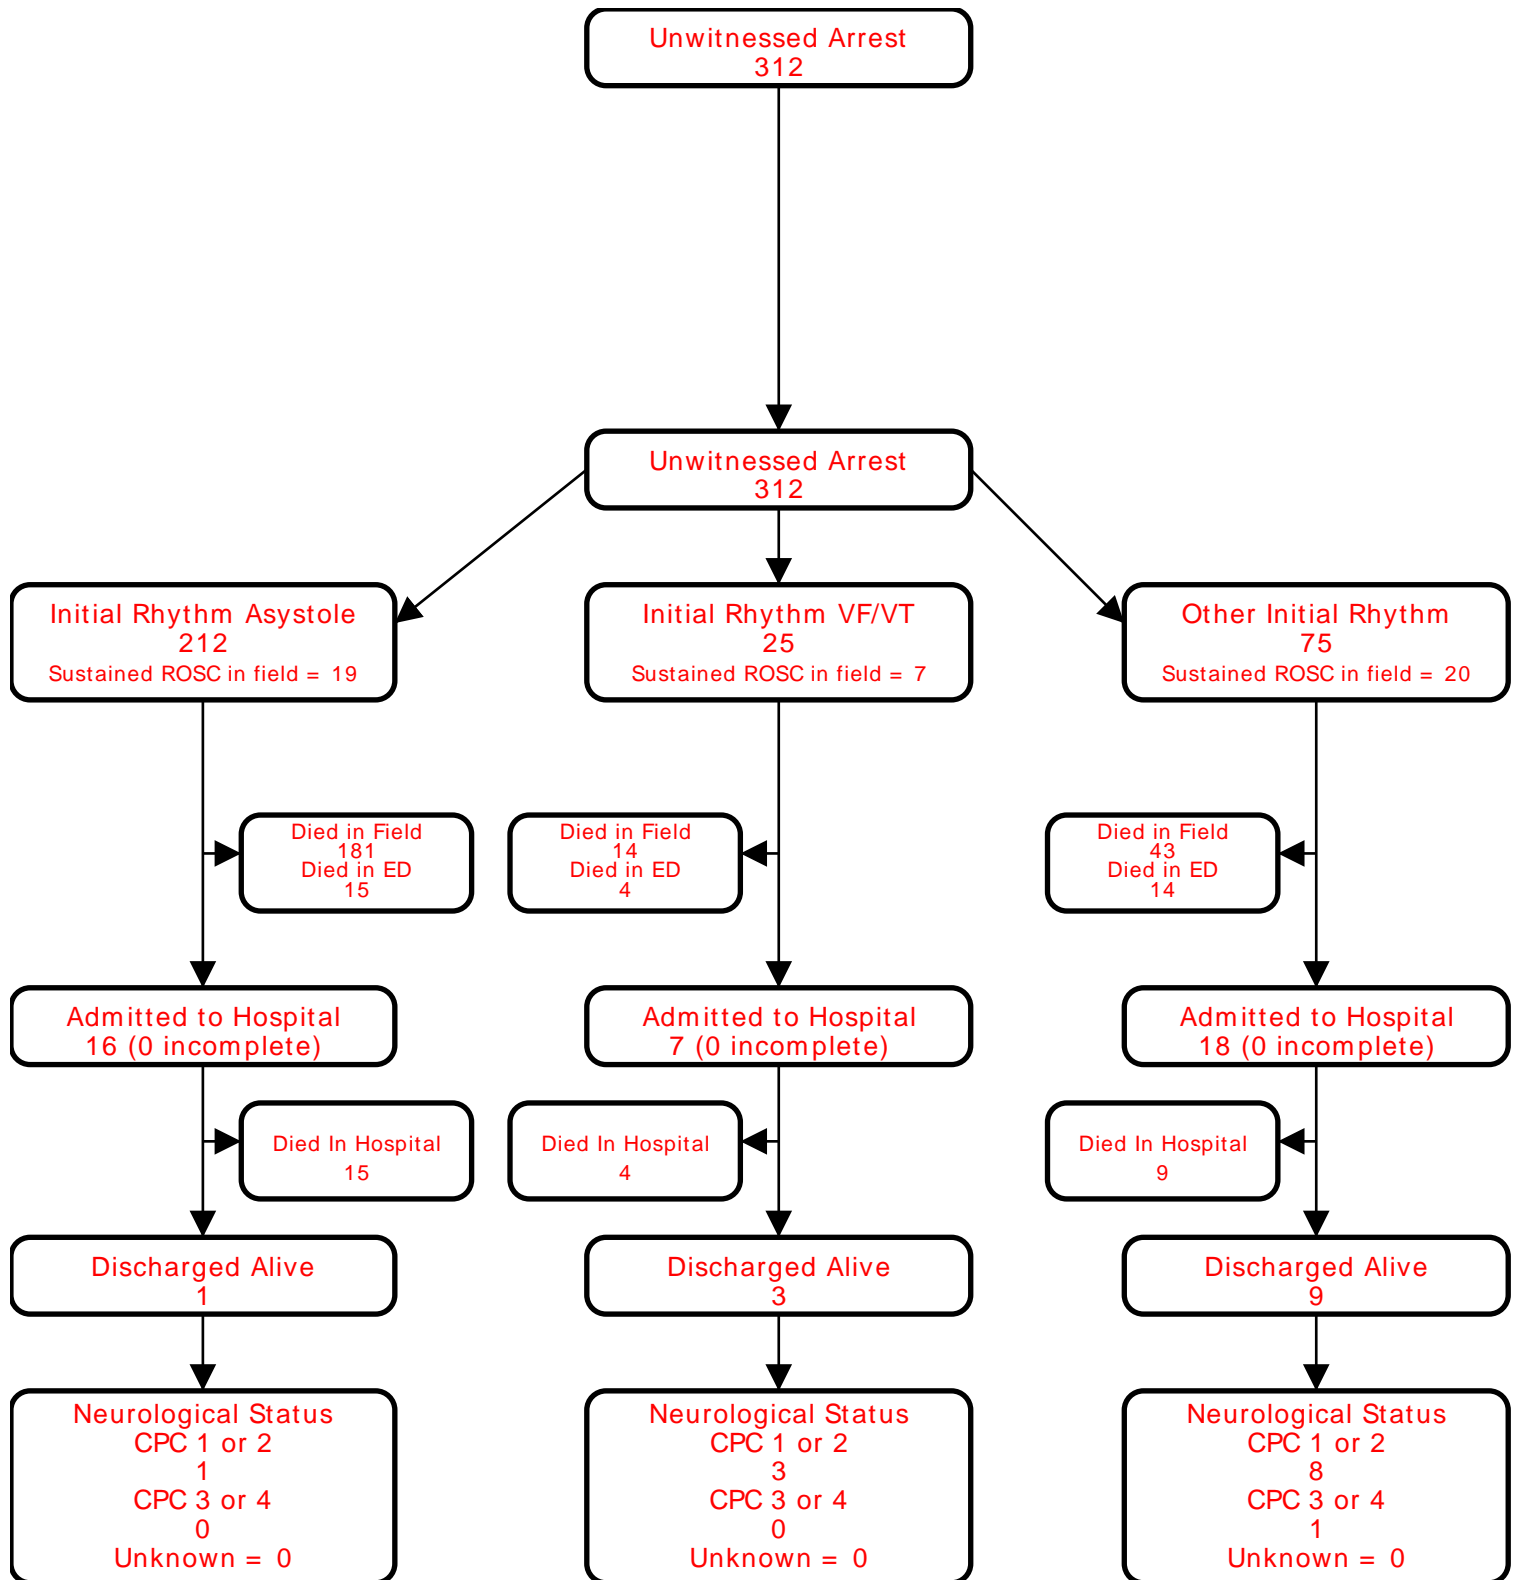 Unwitnessed Arrest
312
Unwitnessed Arrest
312
Initial Rhythm Asystole
212
Sustained ROSC in field = 19
Initial Rhythm VF/VT
25
Sustained ROSC in field = 7
Other Initial Rhythm
75
Sustained ROSC in field = 20
Died in Field
181
Died in ED
15
Died in Field
14
Died in ED
4
Died in Field
43
Died in ED
14
Admitted to Hospital
16 (0 incomplete)
Admitted to Hospital
7 (0 incomplete)
Admitted to Hospital
18 (0 incomplete)
Died In Hospital
15
Died In Hospital
4
Died In Hospital
9
Discharged Alive
1
Discharged Alive
3
Discharged Alive
9
Neurological Status
CPC 1 or 2
1
CPC 3 or 4
0
Unknown = 0
Neurological Status
CPC 1 or 2
3
CPC 3 or 4
0
Unknown = 0
Neurological Status
CPC 1 or 2
8
CPC 3 or 4
1
Unknown = 0